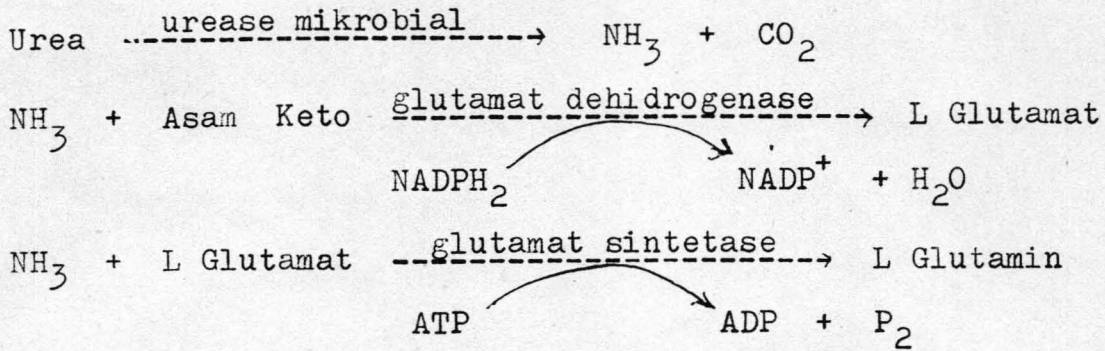 urease mikrobial
Urea ----------> NH₃ + CO₂
glutamat dehidrogenase
NH₃ + Asam Keto ----------> L Glutamat
NADPH₂ NADP⁺ + H₂O
glutamat sintetase
NH₃ + L Glutamat ----------> L Glutamin
ATP ADP + P₂